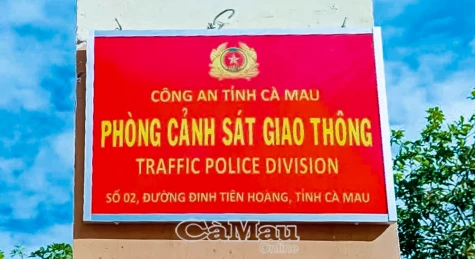 CÔNG AN TỈNH CÀ MAU
PHÒNG CẢNH SÁT GIAO THÔNG
TRAFFIC POLICE DIVISION
SỐ 02, ĐƯỜNG ĐINH TIÊN HOÀNG, TỈNH CÀ MAU
CàMau
Online